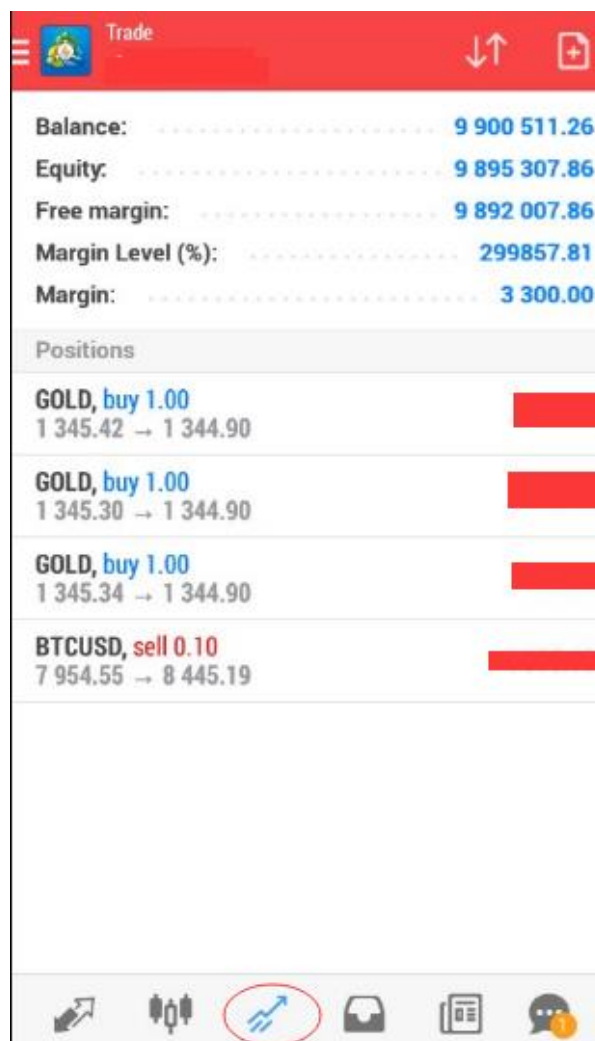 Trade
Balance: 9 900 511.26
Equity: 9 895 307.86
Free margin: 9 892 007.86
Margin Level (%): 299857.81
Margin: 3 300.00
Positions
GOLD, buy 1.00
1 345.42 → 1 344.90
GOLD, buy 1.00
1 345.30 → 1 344.90
GOLD, buy 1.00
1 345.34 → 1 344.90
BTCUSD, sell 0.10
7 954.55 → 8 445.19
1